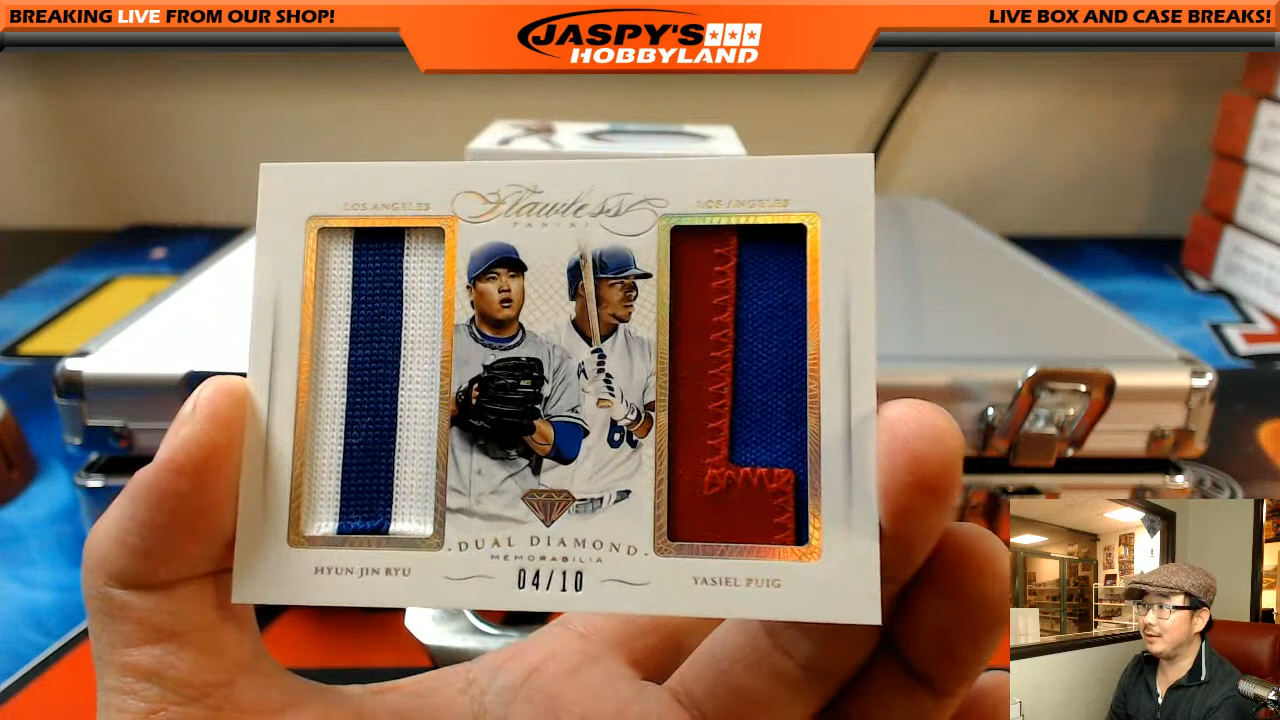 BREAKING LIVE FROM OUR SHOP!
JASPY'S
HOBBYLAND
LIVE BOX AND CASE BREAKS!
LOS ANGELES
Flawless
PANINI
LOS ANGELES
66
DUAL DIAMOND
MEMORABILIA
04/10
HYUN-JIN RYU
YASIEL PUIG